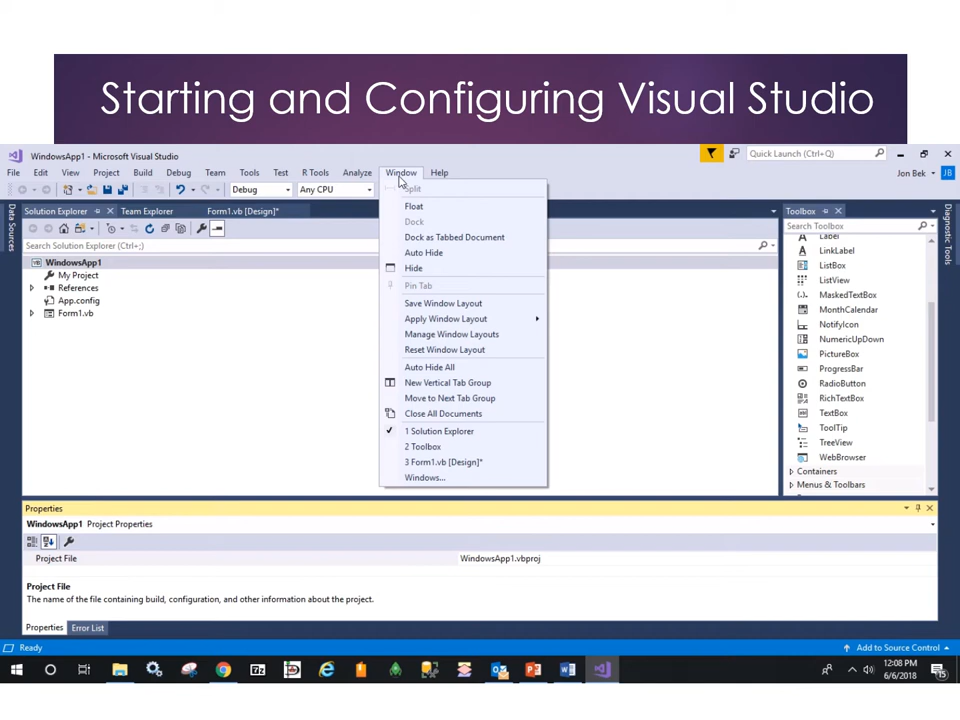 Starting and Configuring Visual Studio
WindowsApp1 - Microsoft Visual Studio
Quick Launch (Ctrl+Q)
File Edit View Project Build Debug Team Tools Test R Tools Analyze Window Help
Jon Bek JB
Debug Any CPU
Split
Float
Dock
Dock as Tabbed Document
Auto Hide
Hide
Pin Tab
Save Window Layout
Apply Window Layout
Manage Window Layouts
Reset Window Layout
Auto Hide All
New Vertical Tab Group
Move to Next Tab Group
Close All Documents
1 Solution Explorer
2 Toolbox
3 Form1.vb [Design]*
Windows...
Data Sources
Solution Explorer Team Explorer Form1.vb [Design]*
Search Solution Explorer (Ctrl+;)
WindowsApp1
My Project
References
App.config
Form1.vb
Toolbox
Search Toolbox
Label
LinkLabel
ListBox
ListView
MaskedTextBox
MonthCalendar
NotifyIcon
NumericUpDown
PictureBox
ProgressBar
RadioButton
RichTextBox
TextBox
ToolTip
TreeView
WebBrowser
Containers
Menus & Toolbars
Diagnostic Tools
Properties
WindowsApp1 Project Properties
Project File WindowsApp1.vbproj
Project File
The name of the file containing build, configuration, and other information about the project.
Properties Error List
Ready
Add to Source Control
12:08 PM
6/6/2018
15